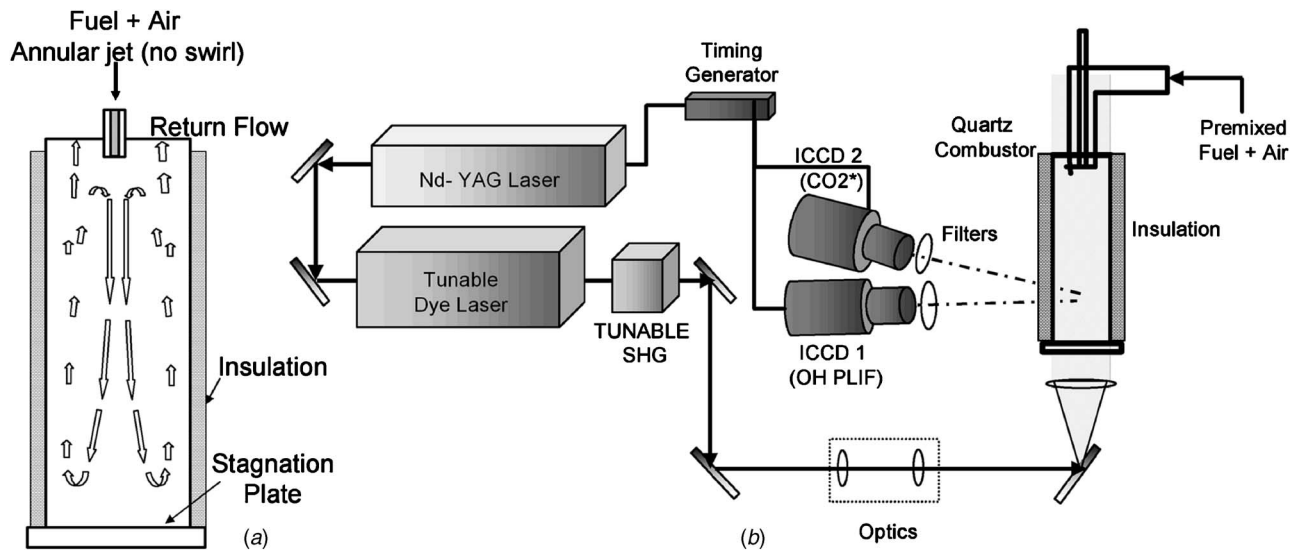 Fuel + Air
Annular jet (no swirl)
Return Flow
Insulation
Stagnation
Plate
(a)
Timing
Generator
Nd- YAG Laser
Tunable
Dye Laser
TUNABLE
SHG
ICCD 2
(CO2*)
Filters
ICCD 1
(OH PLIF)
Quartz
Combustor
Premixed
Fuel + Air
Insulation
Optics
(b)